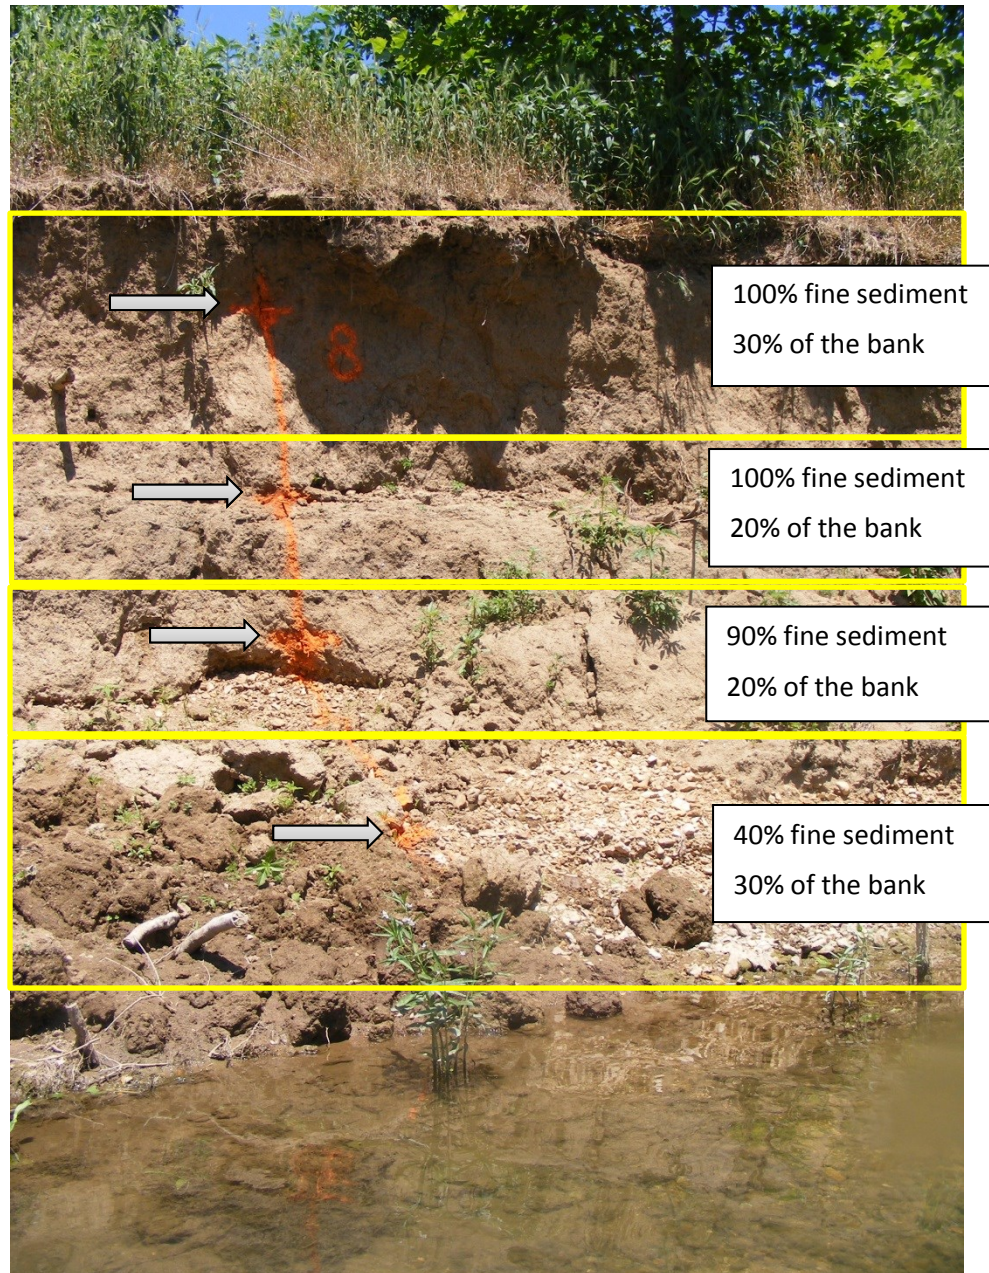 8
100% fine sediment
30% of the bank
100% fine sediment
20% of the bank
90% fine sediment
20% of the bank
40% fine sediment
30% of the bank